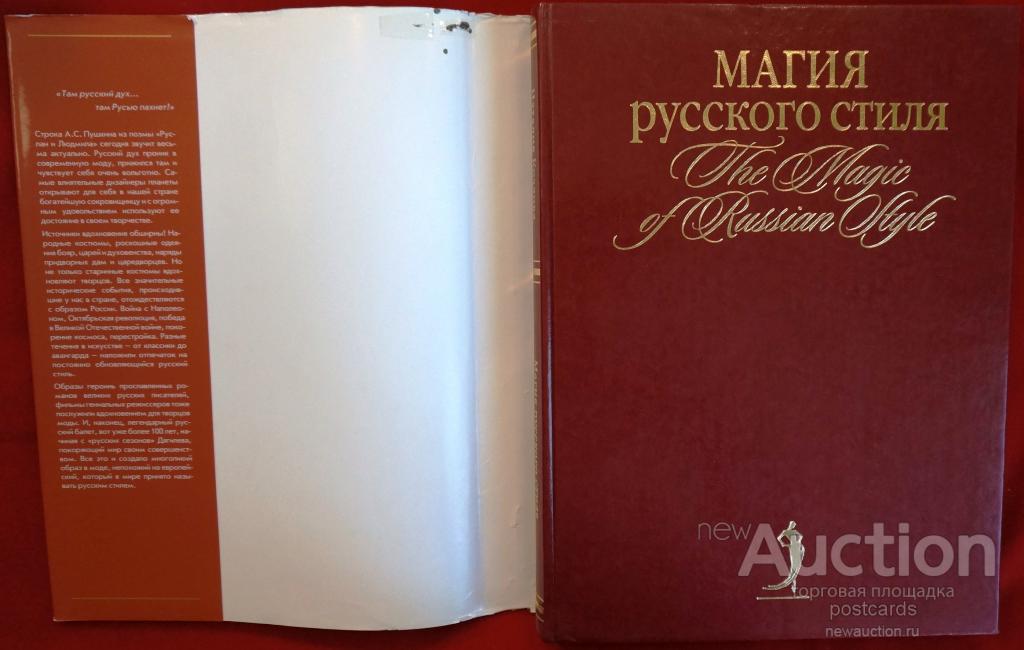 «Там русский дух...
там Русью пахнет!»
Строка А.С. Пушкина из поэмы «Рус-
лан и Людмила» сегодня звучит весь-
ма актуально. Русский дух проник в
современную моду, прижился там и
чувствует себя очень вольготно. Са-
мые влиятельные дизайнеры планеты
открывают для себя в нашей стране
богатейшую сокровищницу и с огром-
ным удовольствием используют ее
достояние в своем творчестве.
Источники вдохновения обширны! На-
родные костюмы, роскошные одея-
ния бояр, царей и духовенства, наряды
придворных дам и царедворцев. Но
не только старинные костюмы вдох-
новляют творцов. Все значительные
исторические события, происходив-
шие у нас в стране, отождествляются
с образом России. Война с Наполео-
ном, Октябрьская революция, победа
в Великой Отечественной войне, поко-
рение космоса, перестройка. Разные
течения в искусстве – от классики до
авангарда – наложили отпечаток на
постоянно обновляющийся русский
стиль.
Образы героинь прославленных ро-
манов великих русских писателей,
фильмы гениальных режиссеров тоже
послужили вдохновением для творцов
моды. И, наконец, легендарный рус-
ский балет, вот уже более 100 лет, на-
чиная с «русских сезонов» Дягилева,
покоряющий мир своим совершенст-
вом. Все это и создало многоликий
образ в моде, непохожий на европей-
ский, который в мире принято назы-
вать русским стилем.
МАГИЯ
РУССКОГО СТИЛЯ
The Magic
of Russian Style
newAuction
торговая площадка
postcards
newauction.ru